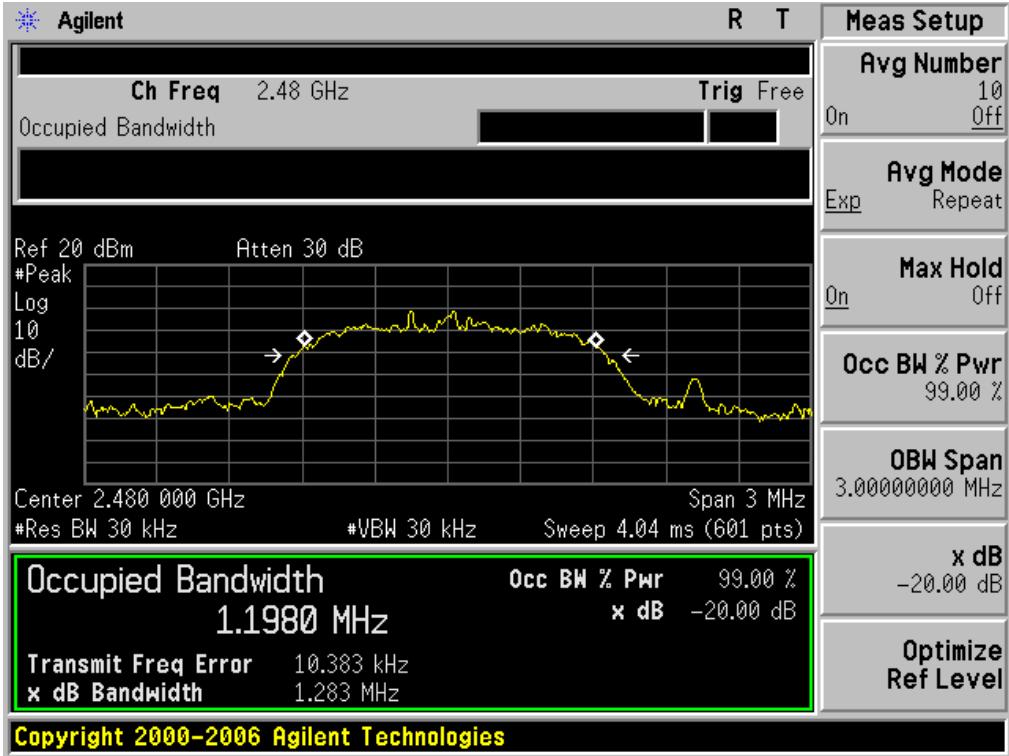 Agilent R T
Ch Freq 2.48 GHz Trig Free
Occupied Bandwidth
Ref 20 dBm Atten 30 dB
#Peak
Log
10
dB/
Center 2.480 000 GHz Span 3 MHz
#Res BW 30 kHz #VBW 30 kHz Sweep 4.04 ms (601 pts)
Occupied Bandwidth Occ BW % Pwr 99.00 %
1.1980 MHz x dB -20.00 dB
Transmit Freq Error 10.383 kHz
x dB Bandwidth 1.283 MHz
Copyright 2000-2006 Agilent Technologies
Meas Setup
Avg Number
10
On Off
Avg Mode
Exp Repeat
Max Hold
On Off
Occ BW % Pwr
99.00 %
OBW Span
3.00000000 MHz
x dB
-20.00 dB
Optimize
Ref Level